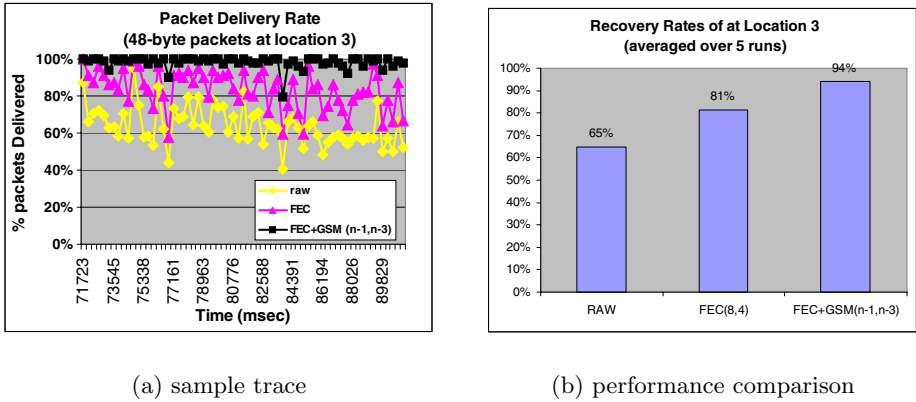 Packet Delivery Rate
(48-byte packets at location 3)
% packets Delivered
100%
80%
60%
40%
20%
0%
raw
FEC
FEC+GSM (n-1,n-3)
71723
73545
75338
77161
78963
80776
82588
84391
86194
88026
89829
Time (msec)
(a) sample trace
Recovery Rates of at Location 3
(averaged over 5 runs)
100%
90%
80%
70%
60%
50%
40%
30%
20%
10%
0%
65%
81%
94%
RAW
FEC(8,4)
FEC+GSM(n-1,n-3)
(b) performance comparison